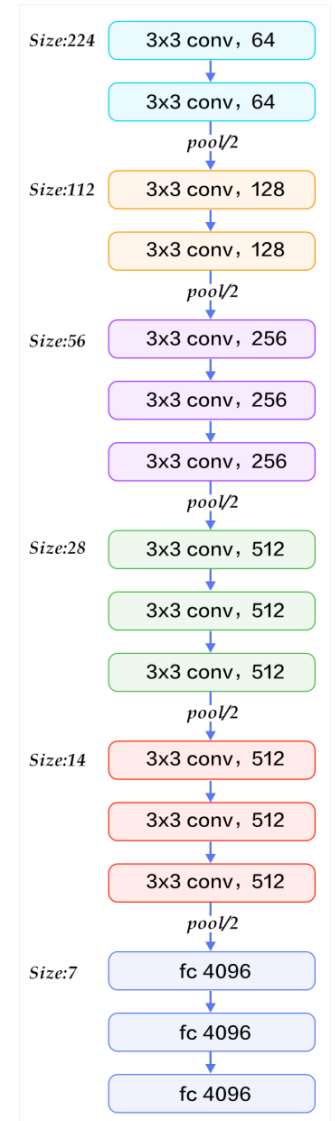 Size:224
3x3 conv, 64
3x3 conv, 64
pool/2
Size:112
3x3 conv, 128
3x3 conv, 128
pool/2
Size:56
3x3 conv, 256
3x3 conv, 256
3x3 conv, 256
pool/2
Size:28
3x3 conv, 512
3x3 conv, 512
3x3 conv, 512
pool/2
Size:14
3x3 conv, 512
3x3 conv, 512
3x3 conv, 512
pool/2
Size:7
fc 4096
fc 4096
fc 4096